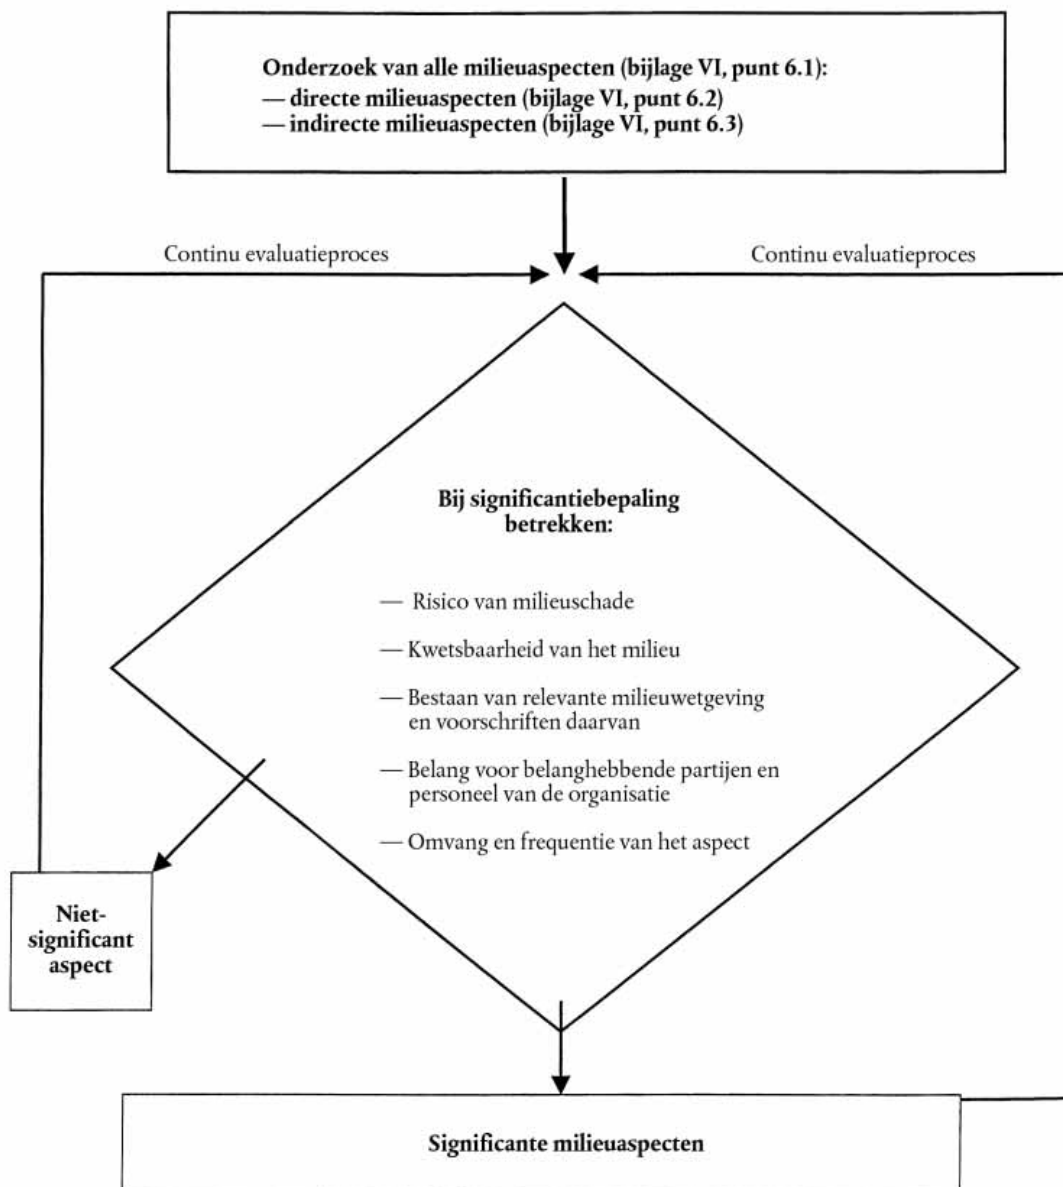 Onderzoek van alle milieuaspecten (bijlage VI, punt 6.1):
— directe milieuaspecten (bijlage VI, punt 6.2)
— indirecte milieuaspecten (bijlage VI, punt 6.3)
Continu evaluatieproces
Continu evaluatieproces
Bij significantiebepaling
betrekken:
— Risico van milieuschade
— Kwetsbaarheid van het milieu
— Bestaan van relevante milieuwetgeving
en voorschriften daarvan
— Belang voor belanghebbende partijen en
personeel van de organisatie
— Omvang en frequentie van het aspect
Niet-
significant
aspect
Significante milieuaspecten